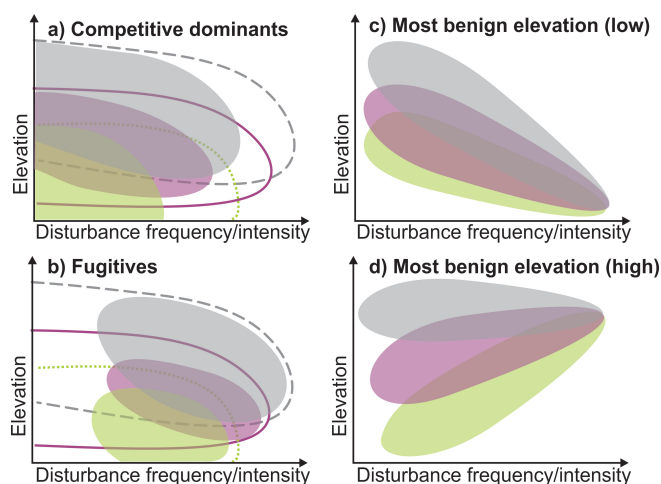 a) Competitive dominants
Elevation
Disturbance frequency/intensity
c) Most benign elevation (low)
Elevation
Disturbance frequency/intensity
b) Fugitives
Elevation
Disturbance frequency/intensity
d) Most benign elevation (high)
Elevation
Disturbance frequency/intensity